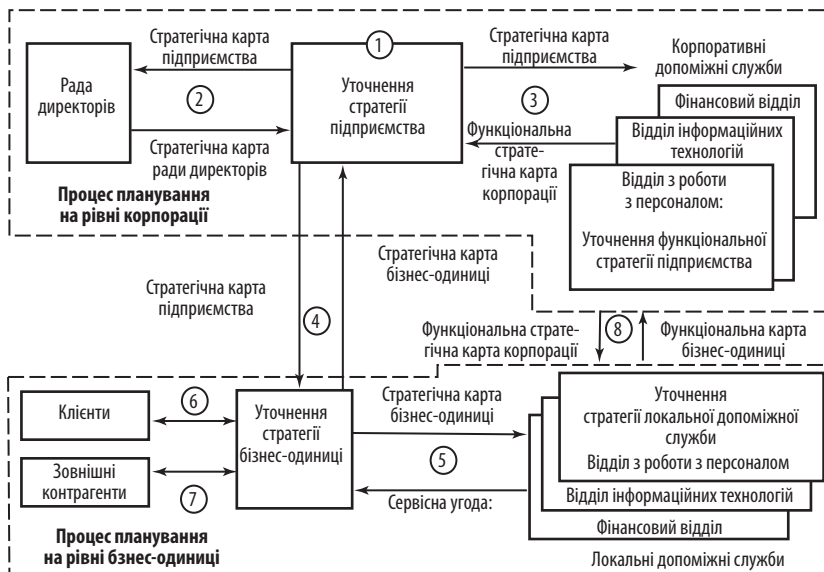 Стратегічна карта
підприємства
1
Стратегічна карта
підприємства
Корпоративні
допоміжні служби
Рада
директорів
2
Уточнення
стратегії
підприємства
3
Фінансовий відділ
Відділ інформаційних
технологій
Функціональна
страте-
гічна карта
корпорації
Стратегічна карта
ради директорів
Відділ з роботи
з персоналом:
Уточнення функціональної
стратегії підприємства
Процес планування
на рівні корпорації
Стратегічна карта
бізнес-одиниці
Стратегічна карта
підприємства
4
Функціональна страте-
гічна карта корпорації
8
Функціональна карта
бізнес-одиниці
Клієнти
6
Уточнення
стратегії
бізнес-одиниці
Стратегічна карта
бізнес-одиниці
5
Уточнення
стратегії локальної допоміжної
служби
Відділ з роботи з персоналом
Зовнішні
контрагенти
7
Сервісна угода:
Відділ інформаційних технологій
Фінансовий відділ
Процес планування
на рівні бзнес-одиниці
Локальні допоміжні служби